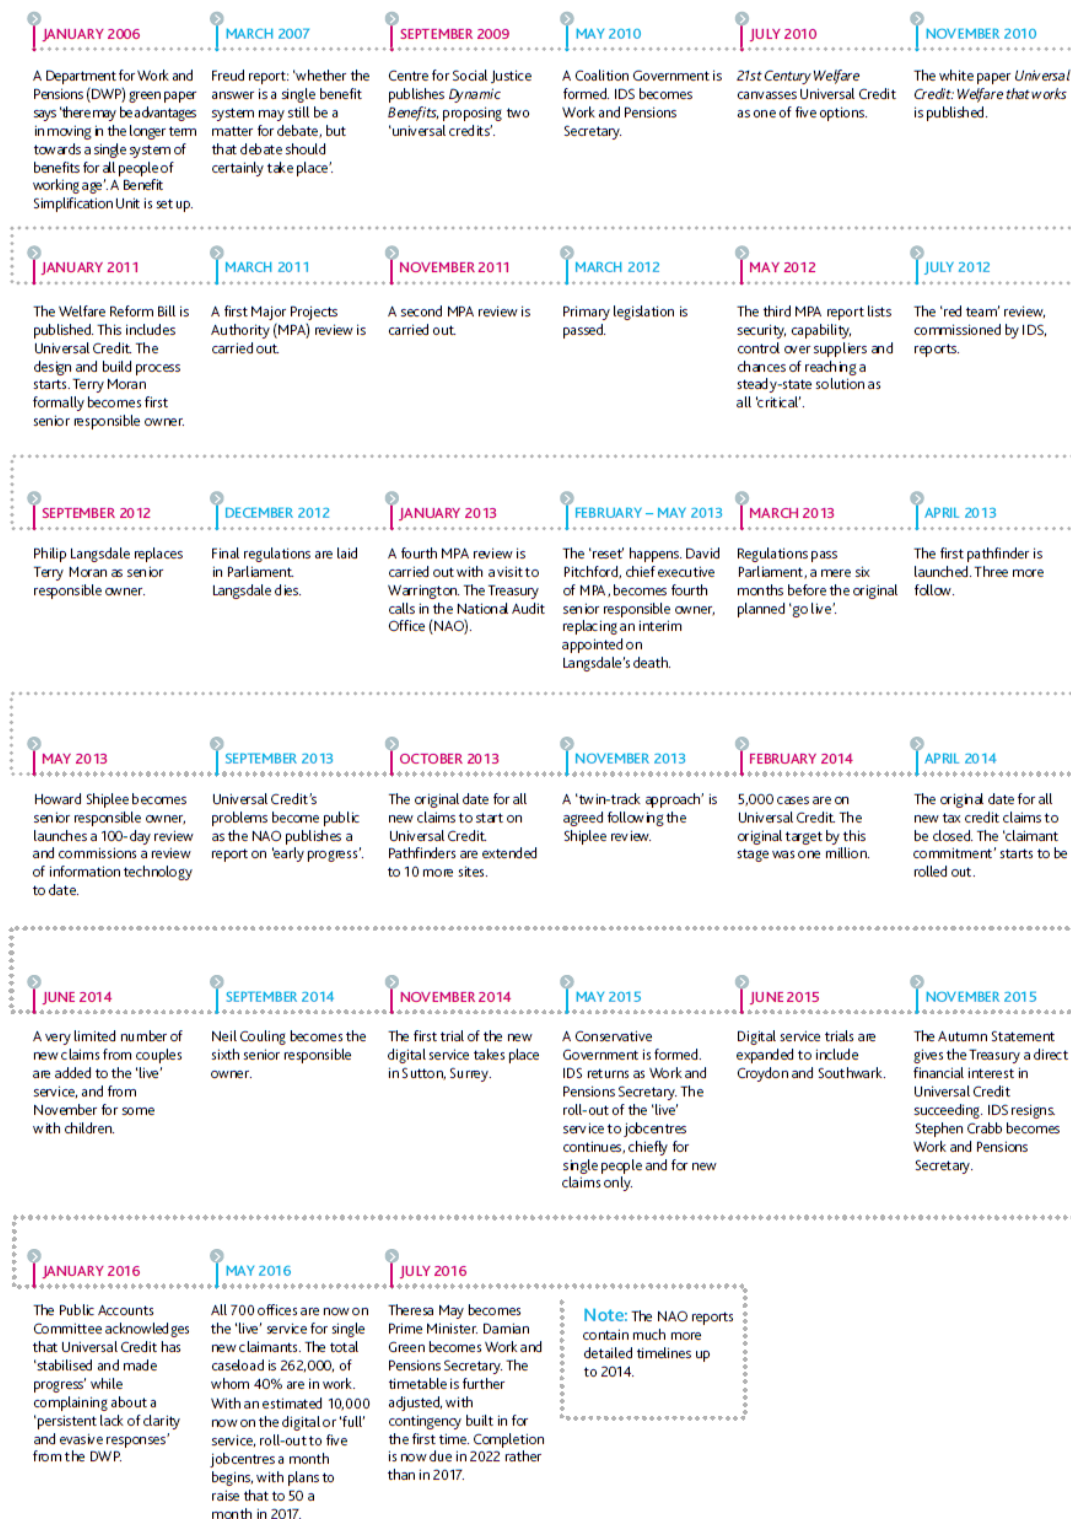 JANUARY 2006
A Department for Work and
Pensions (DWP) green paper
says 'there may be advantages
in moving in the longer term
towards a single system of
benefits for all people of
working age'. A Benefit
Simplification Unit is set up.
MARCH 2007
Freud report: 'whether the
answer is a single benefit
system may still be a
matter for debate, but
that debate should
certainly take place'.
SEPTEMBER 2009
Centre for Social Justice
publishes Dynamic
Benefits, proposing two
'universal credits'.
MAY 2010
A Coalition Government is
formed. IDS becomes
Work and Pensions
Secretary.
JULY 2010
21st Century Welfare
canvasses Universal Credit
as one of five options.
NOVEMBER 2010
The white paper Universal
Credit: Welfare that works
is published.
JANUARY 2011
The Welfare Reform Bill is
published. This includes
Universal Credit. The
design and build process
starts. Terry Moran
formally becomes first
senior responsible owner.
MARCH 2011
A first Major Projects
Authority (MPA) review is
carried out.
NOVEMBER 2011
A second MPA review is
carried out.
MARCH 2012
Primary legislation is
passed.
MAY 2012
The third MPA report lists
security, capability,
control over suppliers and
chances of reaching a
steady-state solution as
all 'critical'.
JULY 2012
The 'red team' review,
commissioned by IDS,
reports.
SEPTEMBER 2012
Philip Langsdale replaces
Terry Moran as senior
responsible owner.
DECEMBER 2012
Final regulations are laid
in Parliament.
Langsdale dies.
JANUARY 2013
A fourth MPA review is
carried out with a visit to
Warrington. The Treasury
calls in the National Audit
Office (NAO).
FEBRUARY – MAY 2013
The 'reset' happens. David
Pitchford, chief executive
of MPA, becomes fourth
senior responsible owner,
replacing an interim
appointed on
Langsdale's death.
MARCH 2013
Regulations pass
Parliament, a mere six
months before the original
planned 'go live'.
APRIL 2013
The first pathfinder is
launched. Three more
follow.
MAY 2013
Howard Shiplee becomes
senior responsible owner,
launches a 100-day review
and commissions a review
of information technology
to date.
SEPTEMBER 2013
Universal Credit's
problems become public
as the NAO publishes a
report on 'early progress'.
OCTOBER 2013
The original date for all
new claims to start on
Universal Credit.
Pathfinders are extended
to 10 more sites.
NOVEMBER 2013
A 'twin-track approach' is
agreed following the
Shiplee review.
FEBRUARY 2014
5,000 cases are on
Universal Credit. The
original target by this
stage was one million.
APRIL 2014
The original date for all
new tax credit claims to
be closed. The 'claimant
commitment' starts to be
rolled out.
JUNE 2014
A very limited number of
new claims from couples
are added to the 'live'
service, and from
November for some
with children.
SEPTEMBER 2014
Neil Couling becomes the
sixth senior responsible
owner.
NOVEMBER 2014
The first trial of the new
digital service takes place
in Sutton, Surrey.
MAY 2015
A Conservative
Government is formed.
IDS returns as Work and
Pensions Secretary. The
roll-out of the 'live'
service to jobcentres
continues, chiefly for
single people and for new
claims only.
JUNE 2015
Digital service trials are
expanded to include
Croydon and Southwark.
NOVEMBER 2015
The Autumn Statement
gives the Treasury a direct
financial interest in
Universal Credit
succeeding. IDS resigns.
Stephen Crabb becomes
Work and Pensions
Secretary.
JANUARY 2016
The Public Accounts
Committee acknowledges
that Universal Credit has
'stabilised and made
progress' while
complaining about a
'persistent lack of clarity
and evasive responses'
from the DWP.
MAY 2016
All 700 offices are now on
the 'live' service for single
new claimants. The total
caseload is 262,000, of
whom 40% are in work.
With an estimated 10,000
now on the digital or 'full'
service, roll-out to five
jobcentres a month
begins, with plans to
raise that to 50 a
month in 2017.
JULY 2016
Theresa May becomes
Prime Minister. Damian
Green becomes Work and
Pensions Secretary. The
timetable is further
adjusted, with
contingency built in for
the first time. Completion
is now due in 2022 rather
than in 2017.
Note: The NAO reports
contain much more
detailed timelines up
to 2014.